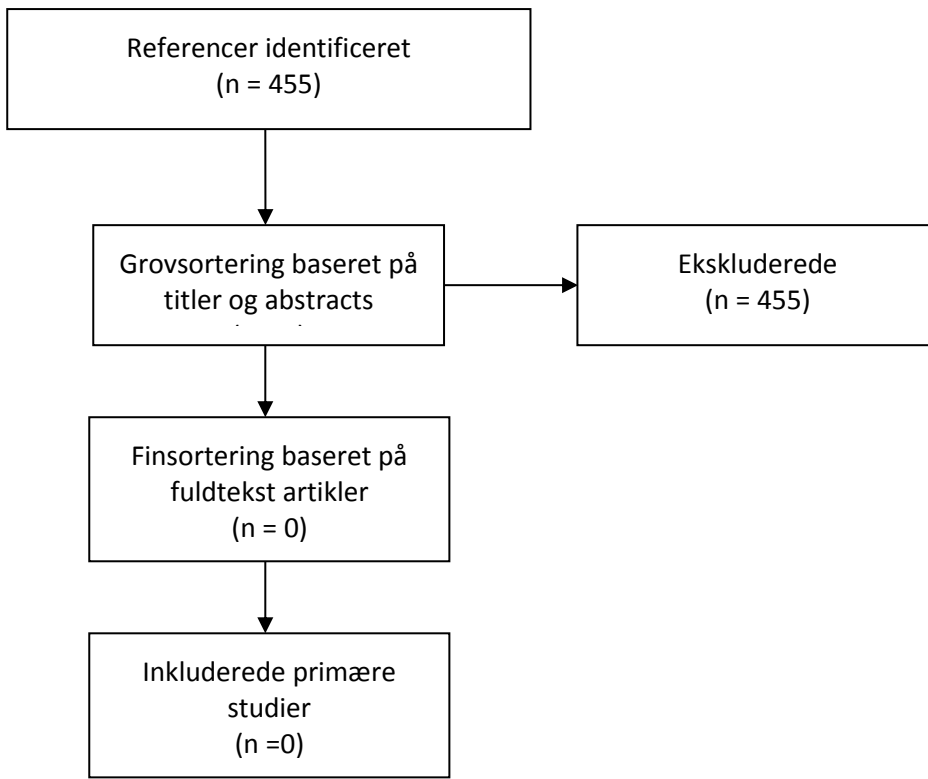 Referencer identificeret
(n = 455)
Grovsortering baseret på
titler og abstracts
Ekskluderede
(n = 455)
Finsortering baseret på
fuldtekst artikler
(n = 0)
Inkluderede primære
studier
(n =0)